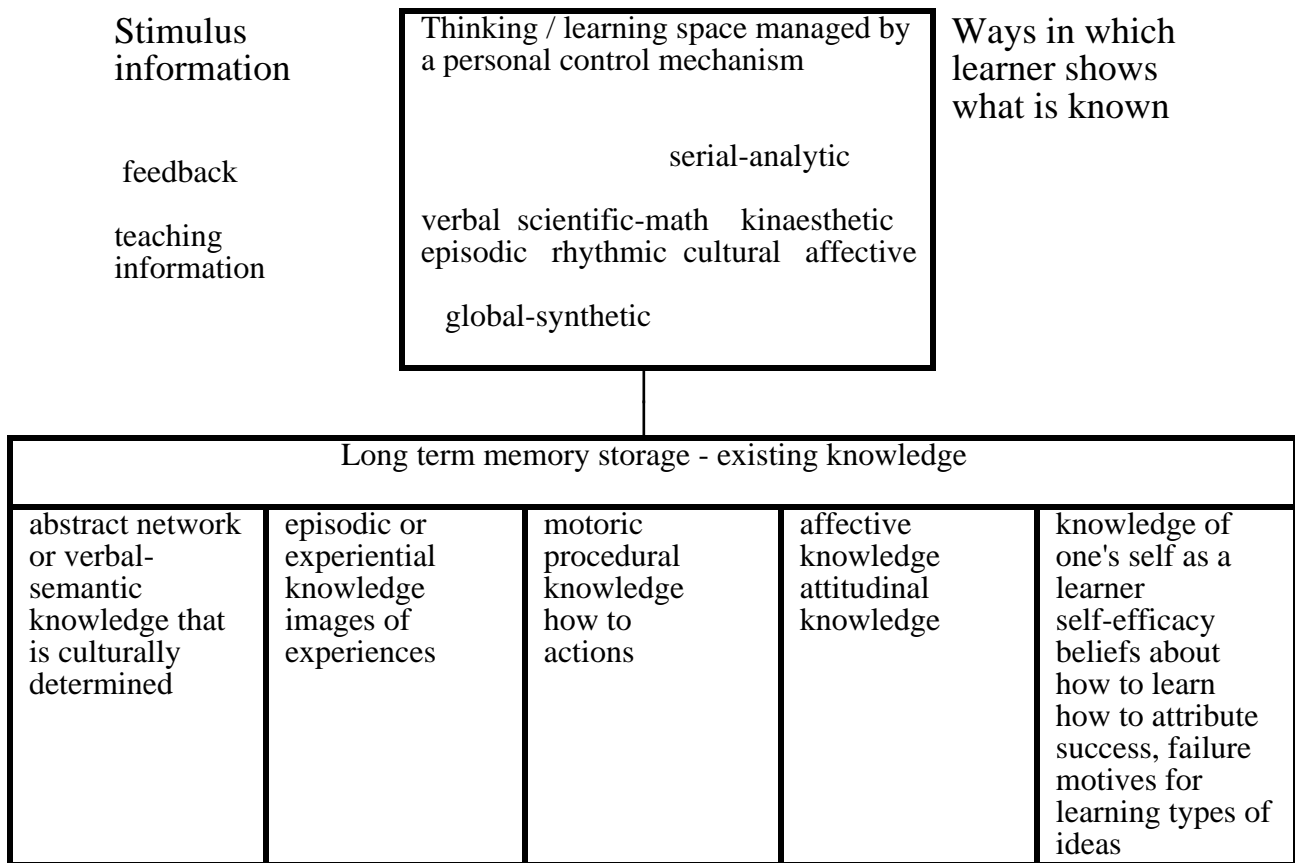 Stimulus
information
feedback
teaching
information
Thinking / learning space managed by
a personal control mechanism
serial-analytic
verbal scientific-math kinaesthetic
episodic rhythmic cultural affective
global-synthetic
Ways in which
learner shows
what is known
Long term memory storage - existing knowledge
abstract network
or verbal-
semantic
knowledge that
is culturally
determined
episodic or
experiential
knowledge
images of
experiences
motoric
procedural
knowledge
how to
actions
affective
knowledge
attitudinal
knowledge
knowledge of
one's self as a
learner
self-efficacy
beliefs about
how to learn
how to attribute
success, failure
motives for
learning types of
ideas